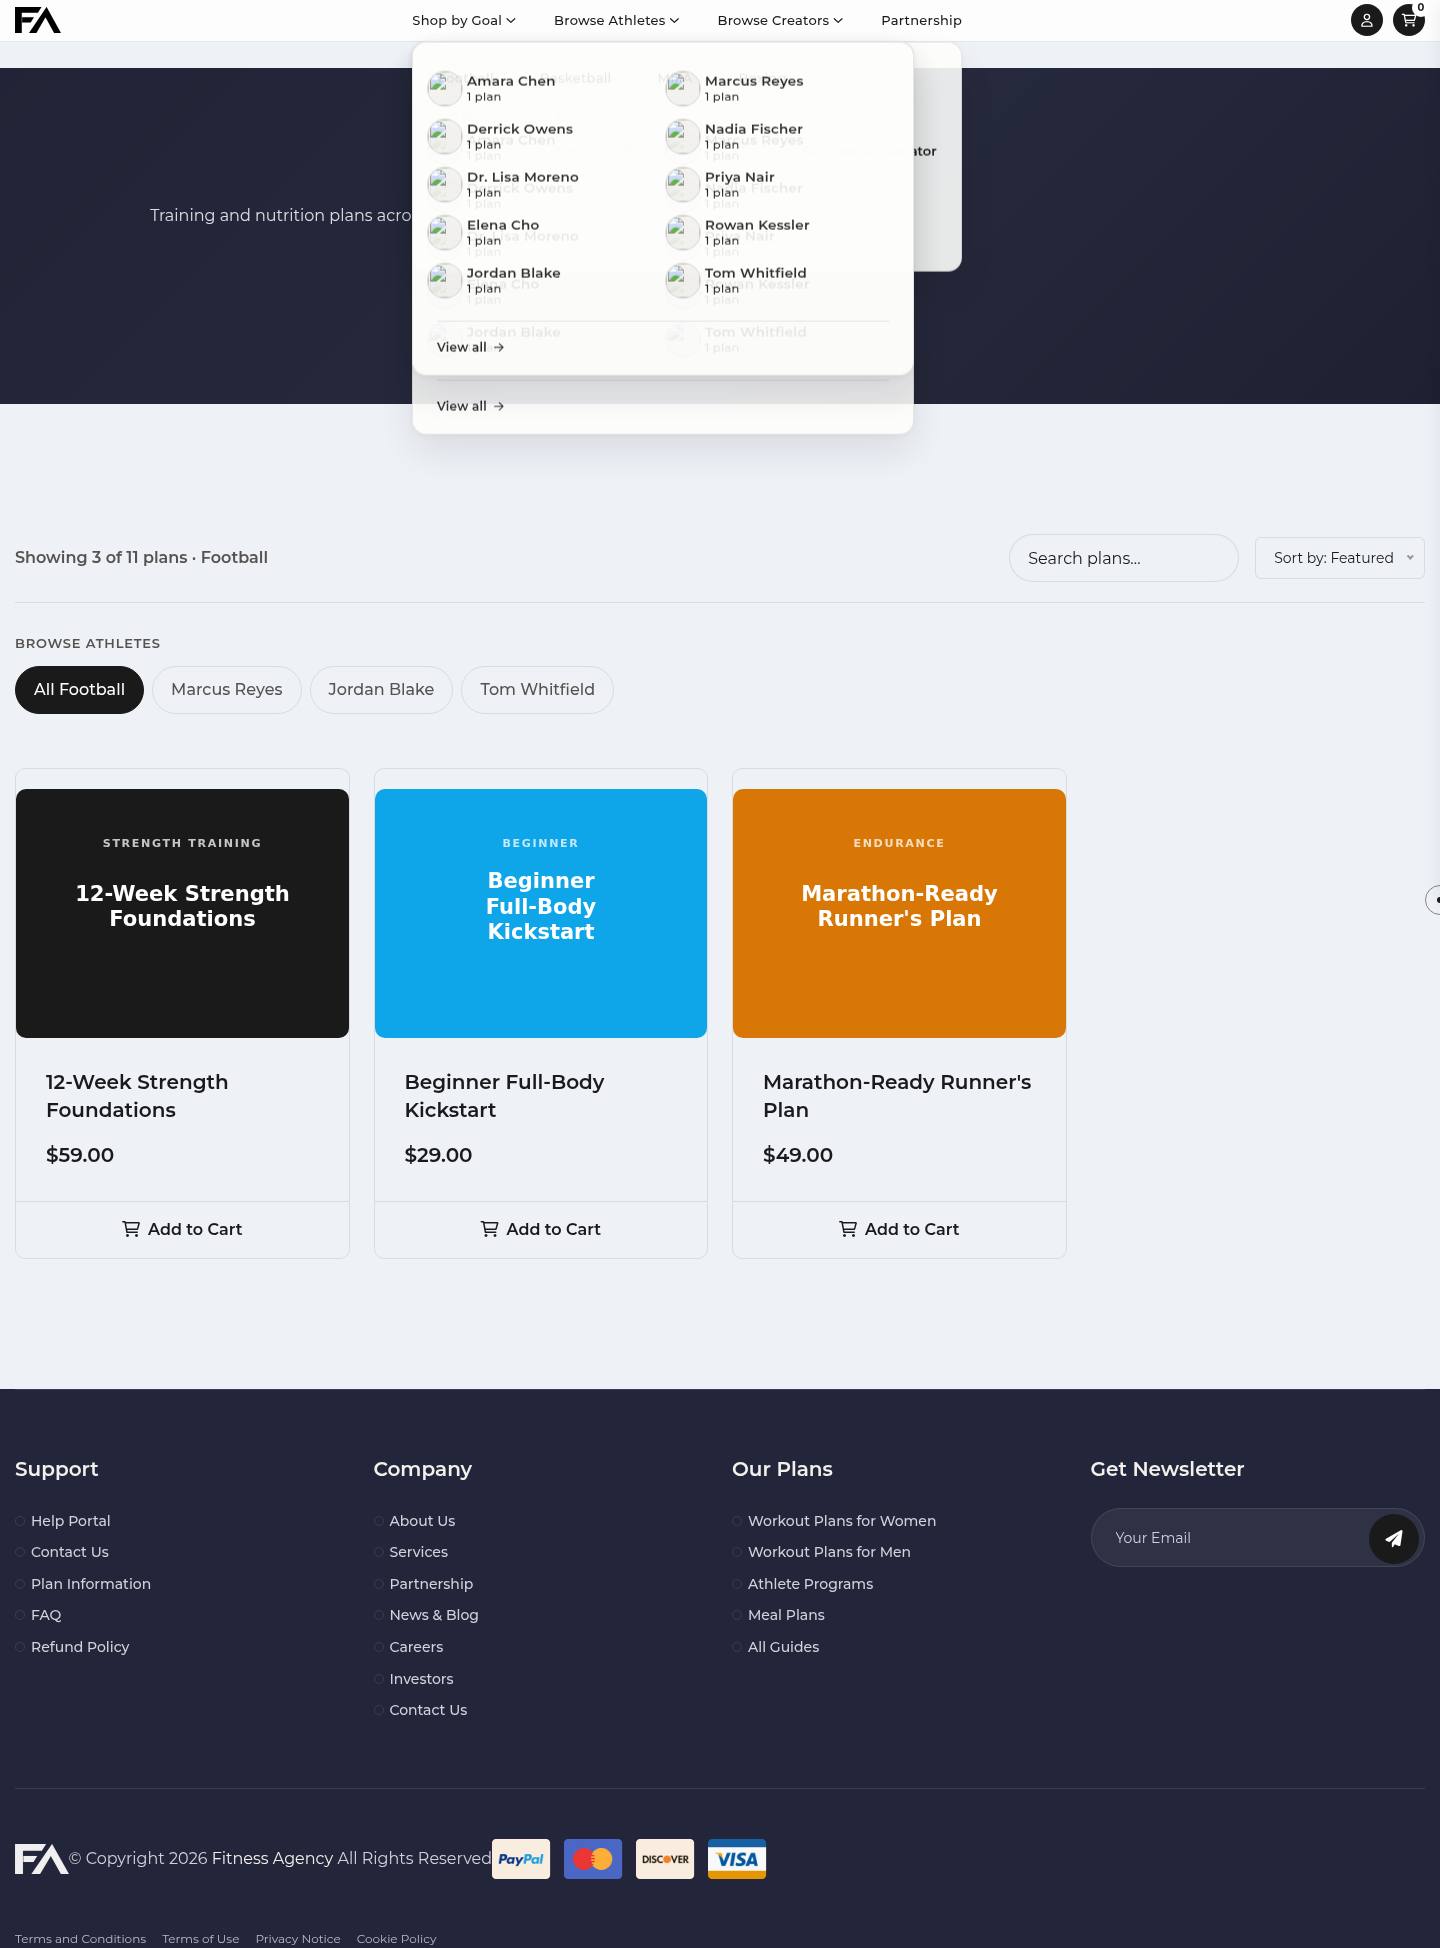 FA
Shop by Goal
Browse Athletes
Browse Creators
Partnership
0
Amara Chen
1 plan
Marcus Reyes
1 plan
Derrick Owens
1 plan
Nadia Fischer
1 plan
Dr. Lisa Moreno
1 plan
Priya Nair
1 plan
Elena Cho
1 plan
Rowan Kessler
1 plan
Jordan Blake
1 plan
Tom Whitfield
1 plan
Jordan Blake
Tom Whitfield
1 plan
View all →
View all →
Training and nutrition plans
Showing 3 of 11 plans · Football
Search plans...
Sort by: Featured
BROWSE ATHLETES
All Football
Marcus Reyes
Jordan Blake
Tom Whitfield
STRENGTH TRAINING
12-Week Strength
Foundations
BEGINNER
Beginner
Full-Body
Kickstart
ENDURANCE
Marathon-Ready
Runner's Plan
12-Week Strength
Foundations
$59.00
Add to Cart
Beginner Full-Body
Kickstart
$29.00
Add to Cart
Marathon-Ready Runner's
Plan
$49.00
Add to Cart
Support
Help Portal
Contact Us
Plan Information
FAQ
Refund Policy
Company
About Us
Services
Partnership
News & Blog
Careers
Investors
Contact Us
Our Plans
Workout Plans for Women
Workout Plans for Men
Athlete Programs
Meal Plans
All Guides
Get Newsletter
Your Email
FA © Copyright 2026 Fitness Agency All Rights Reserved
PayPal
DISCOVER
VISA
Terms and Conditions
Terms of Use
Privacy Notice
Cookie Policy